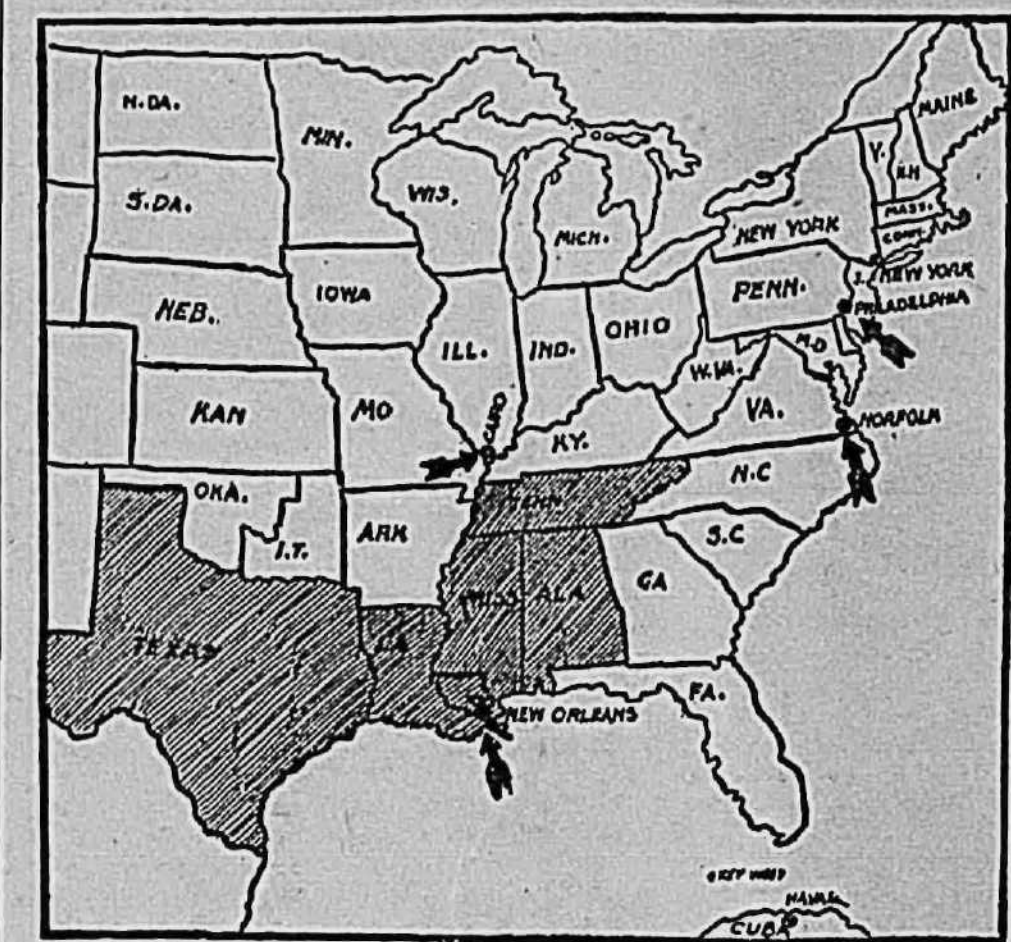 N.DA.
MIN.
MAINE
V.
N.H
S.DA.
WIS.
MASS.
CONN.
MICH.
NEW YORK
NEW YORK
NEB.
IOWA
PENN.
PHILADELPHIA
ILL.
IND.
OHIO
M.D
W.VA.
KAN
MO
CAIRO
VA.
NORFOLK
KY.
OKA.
TENN.
N.C
I.T.
ARK
S.C
MISS
ALA
GA
TEXAS
LA
NEW ORLEANS
FA.
KEY WEST
HAVANA
CUBA